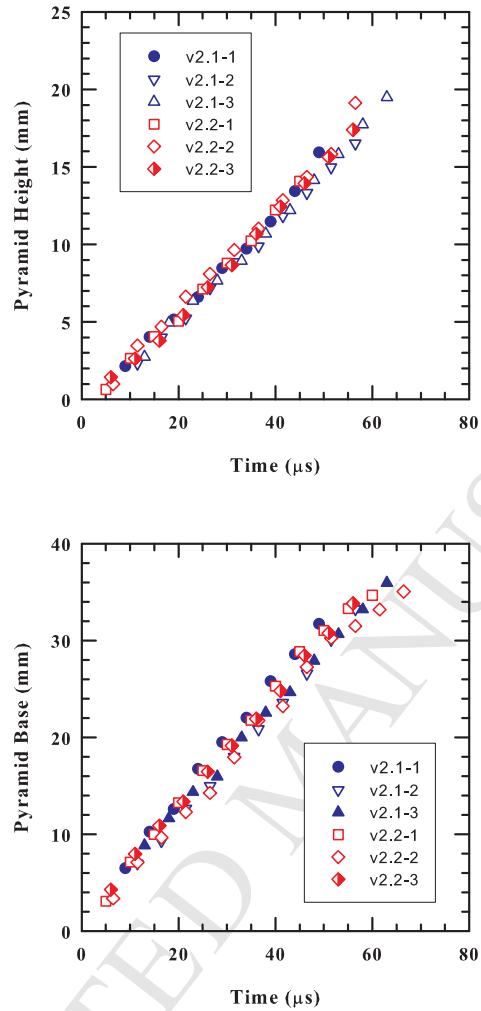 25
20
15
10
5
0
Pyramid Height (mm)
v2.1-1
v2.1-2
v2.1-3
v2.2-1
v2.2-2
v2.2-3
0 20 40 60 80
Time (μs)
40
30
20
10
0
Pyramid Base (mm)
v2.1-1
v2.1-2
v2.1-3
v2.2-1
v2.2-2
v2.2-3
0 20 40 60 80
Time (μs)
TED MANUS